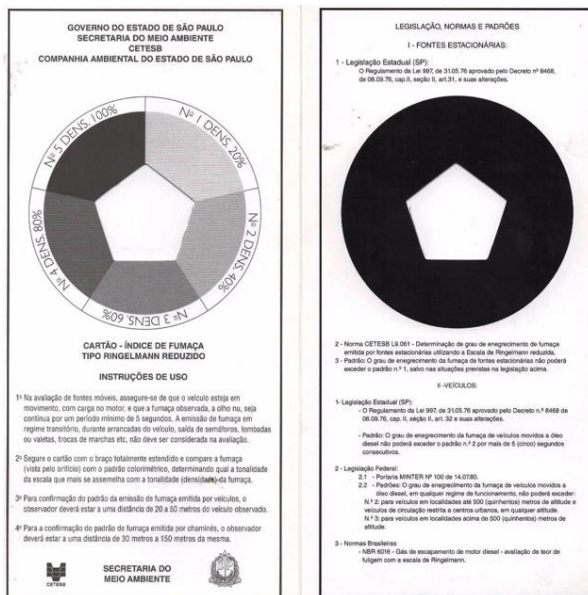 GOVERNO DO ESTADO DE SÃO PAULO
SECRETARIA DO MEIO AMBIENTE
CETESB
COMPANHIA AMBIENTAL DO ESTADO DE SÃO PAULO
Nº 5 DENS. 100%
Nº 1 DENS. 20%
Nº 4 DENS. 80%
Nº 2 DENS. 40%
Nº 3 DENS. 60%
CARTÃO - ÍNDICE DE FUMAÇA
TIPO RINGELMANN REDUZIDO
INSTRUÇÕES DE USO
1ª Na avaliação de fontes móveis, assegure-se de que o veículo esteja em
movimento, com carga no motor, e que a fumaça observada, a olho nu, seja
contínua por um período mínimo de 5 segundos. A emissão de fumaça em
regime transitório, durante arrancadas do veículo, saída de semáforos, lombadas
ou valetas, trocas de marchas etc, não deve ser considerada na avaliação.
2ª Segure o cartão com o braço totalmente estendido e compare a fumaça
(vista pelo orifício) com o padrão colorimétrico, determinando qual a tonalidade
da escala que mais se assemelha com a tonalidade (densidade) da fumaça.
3ª Para confirmação do padrão da emissão de fumaça emitida por veículos, o
observador deverá estar a uma distância de 20 a 50 metros do veículo observado.
4ª Para a confirmação do padrão de fumaça emitida por chaminés, o observador
deverá estar a uma distância de 30 metros a 150 metros da mesma.
CETESB
SECRETARIA DO
MEIO AMBIENTE
LEGISLAÇÃO, NORMAS E PADRÕES
I - FONTES ESTACIONÁRIAS:
1 - Legislação Estadual (SP):
O Regulamento da Lei 997, de 31.05.76 aprovado pelo Decreto nº 8468,
de 08.09.76, cap.II, seção II, art.31, e suas alterações.
2 - Norma CETESB L9.061 - Determinação de grau de enegrecimento de fumaça
emitida por fontes estacionárias utilizando a Escala de Ringelmann reduzida.
3 - Padrão: O grau de enegrecimento da fumaça de fontes estacionárias não poderá
exceder o padrão n.º 1, salvo nas situações previstas na legislação acima.
II -VEÍCULOS:
1- Legislação Estadual (SP):
- O Regulamento da Lei 997, de 31.05.76 aprovado pelo Decreto n.º 8468 de
08.09.76, cap. II, seção II, art. 32 e suas alterações.
- Padrão: O grau de enegrecimento da fumaça de veículos movidos a óleo
diesel não poderá exceder o padrão n.º 2 por mais de 5 (cinco) segundos
consecutivos.
2 - Legislação Federal:
2.1 - Portaria MINTER Nº 100 de 14.07.80.
2.2 - Padrões: O grau de enegrecimento da fumaça de veículos movidos a
óleo diesel, em qualquer regime de funcionamento, não poderá exceder:
N.º 2: para veículos em localidades até 500 (quinhentos) metros de altitude e
veículos de circulação restrita a centros urbanos, em qualquer altitude.
N.º 3: para veículos em localidades acima de 500 (quinhentos) metros de
altitude.
3 - Normas Brasileiras
- NBR 6016 - Gás de escapamento de motor diesel - avaliação de teor de
fuligem com a escala de Ringelmann.